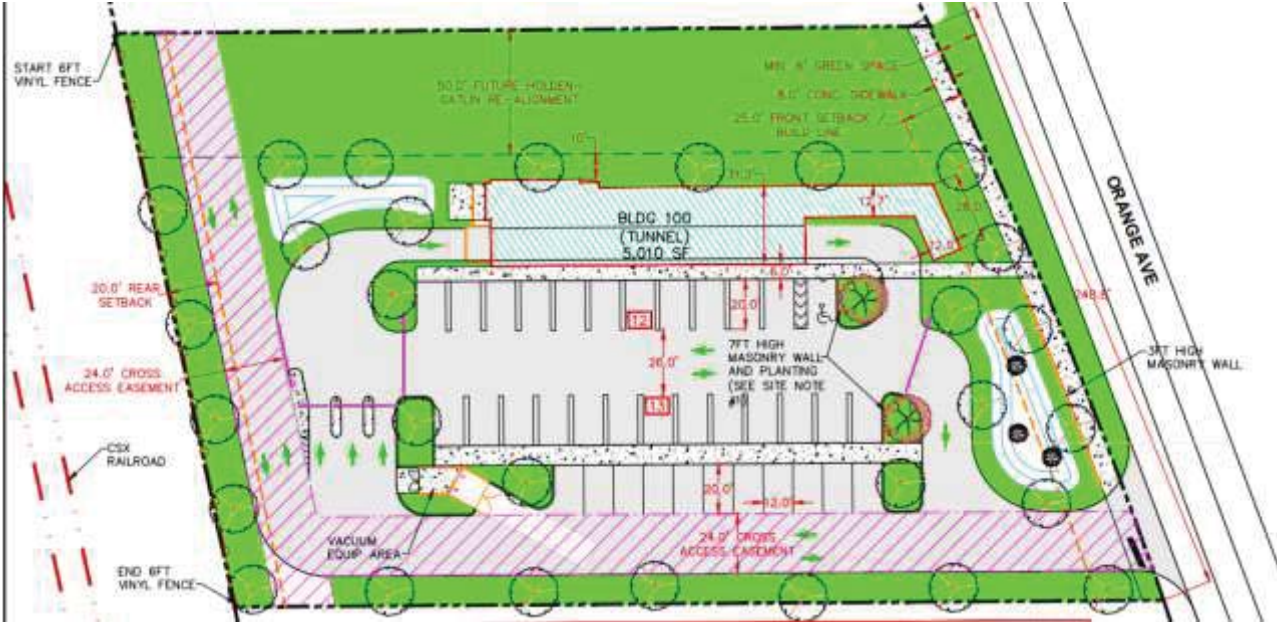 START 6FT
VINYL FENCE
50.0' FUTURE HOLDEN-
GATLIN RE-ALIGNMENT
MIN. 6' GREEN SPACE
8.0' CONC. SIDEWALK
25.0' FRONT SETBACK /
BUILD LINE
ORANGE AVE
BLDG 100
(TUNNEL)
5,010 SF
12.7'
12.0'
6.0'
20.0'
248.8'
20.0' REAR
SETBACK
12
26.0'
7FT HIGH
MASONRY WALL
AND PLANTING
(SEE SITE NOTE
3FT HIGH
MASONRY WALL
24.0' CROSS
ACCESS EASEMENT
13
CSX
RAILROAD
20.0'
12.0'
VACUUM
EQUIP AREA
24.0' CROSS
ACCESS EASEMENT
END 6FT
VINYL FENCE